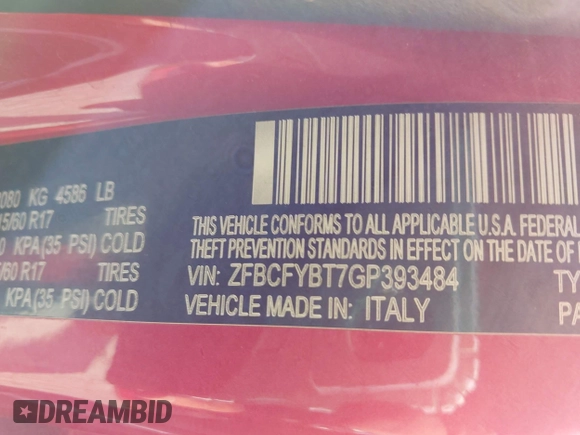 KG 4586 LB
R17 TIRES
KPA (35 PSI) COLD
R17 TIRES
KPA (35 PSI) COLD
THIS VEHICLE CONFORMS TO ALL APPLICABLE U.S.A. FEDERAL
THEFT PREVENTION STANDARDS IN EFFECT ON THE DATE OF
VIN: ZFBCFYBT7GP393484
VEHICLE MADE IN: ITALY
DREAMBID